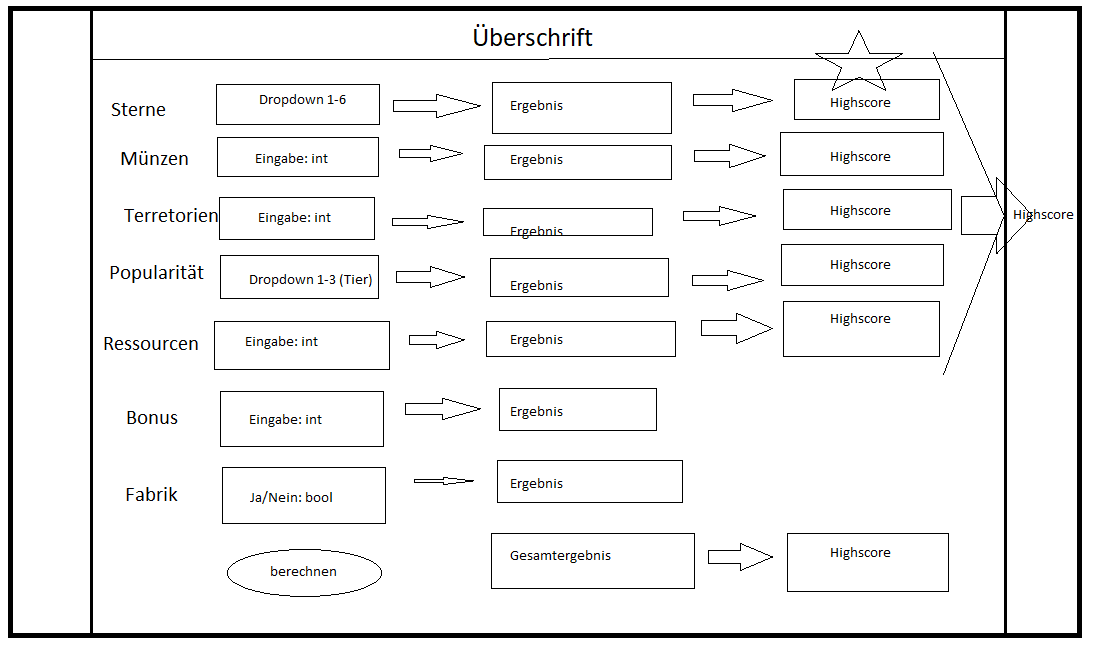 Überschrift
Sterne Dropdown 1-6 Ergebnis Highscore
Münzen Eingabe: int Ergebnis Highscore
Terretorien Eingabe: int Ergebnis Highscore Highscore
Popularität Dropdown 1-3 (Tier) Ergebnis Highscore
Ressourcen Eingabe: int Ergebnis Highscore
Bonus Eingabe: int Ergebnis
Fabrik Ja/Nein: bool Ergebnis
berechnen Gesamtergebnis Highscore